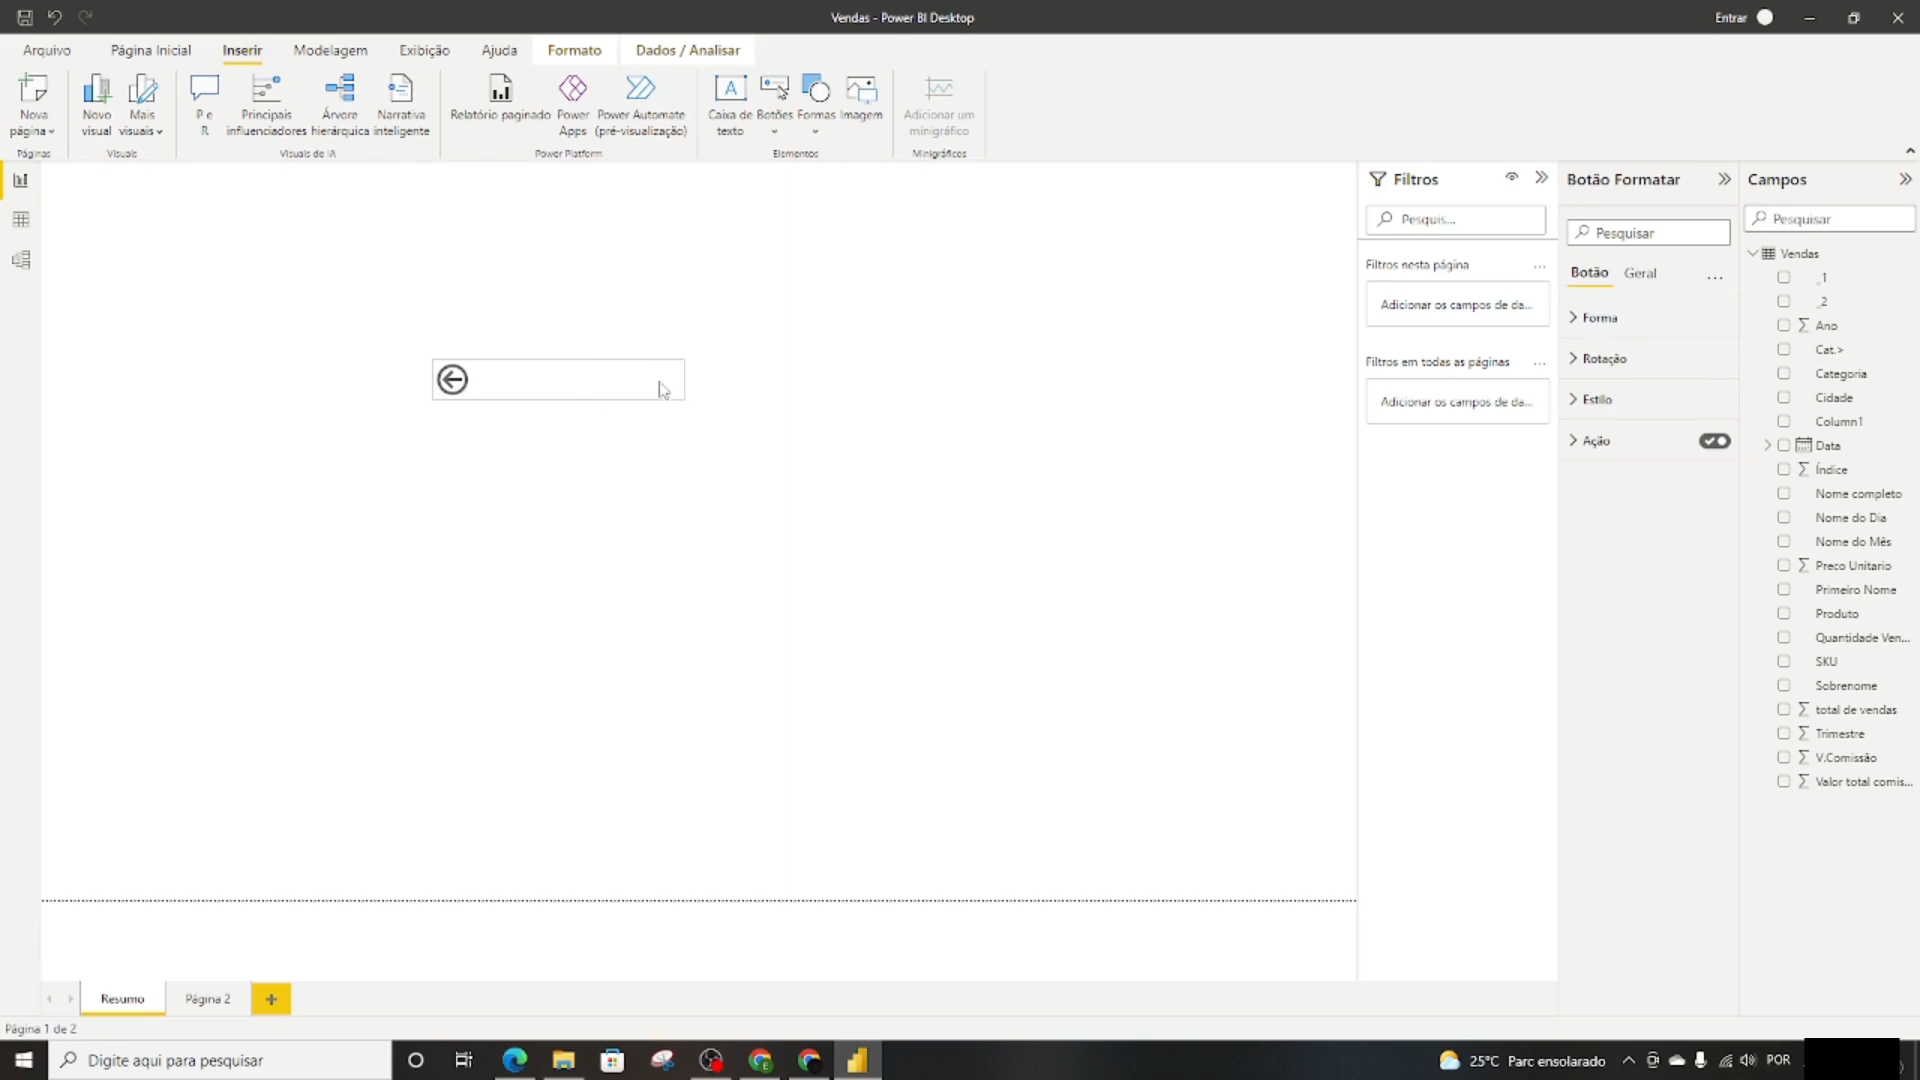 Vendas - Power BI Desktop
Entrar
Arquivo
Página Inicial
Inserir
Modelagem
Exibição
Ajuda
Formato
Dados / Analisar
Nova página
Novo visual
Mais visuais
P e R
Principais influenciadores
Árvore hierárquica
Narrativa inteligente
Relatório paginado
Power Apps
Power Automate (pré-visualização)
Caixa de texto
Botões
Formas
Imagem
Adicionar um minigráfico
Páginas
Visuais
Visuais de IA
Power Platform
Elementos
Minigráficos
Filtros
Pesquis...
Filtros nesta página
...
Adicionar os campos de da...
Filtros em todas as páginas
...
Adicionar os campos de da...
Botão Formatar
Pesquisar
Botão
Geral
...
Forma
Rotação
Estilo
Ação
Campos
Pesquisar
Vendas
_1
_2
Ano
Cat.>
Categoria
Cidade
Column1
Data
Índice
Nome completo
Nome do Dia
Nome do Mês
Preco Unitario
Primeiro Nome
Produto
Quantidade Ven...
SKU
Sobrenome
total de vendas
Trimestre
V.Comissão
Valor total comis...
Resumo
Página 2
+
Página 1 de 2
Digite aqui para pesquisar
25°C Parc ensolarado
POR